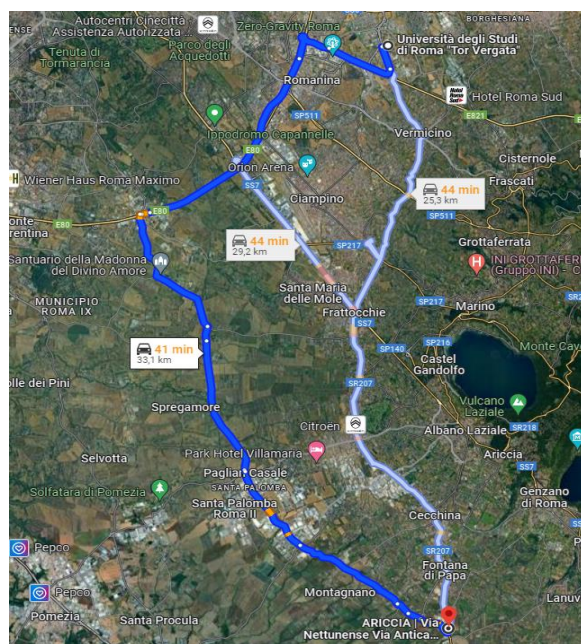 Autocentri Cinecittà
Assistenza Autorizzata...
BORGHESIANA
Zero-Gravity Roma
Università degli Studi
di Roma "Tor Vergata"
Tenuta di
Tormarancia
Parco degli
Acquedotti
Romanina
Hotel Roma Sud
SP511
E821
Ippodromo Capannelle
Vermicino
E80
Orion Arena
Cisternole
Wiener Haus Roma Maximo
SS7
44 min
25,3 km
Frascati
Ciampino
SP511
E80
E80
44 min
29,2 km
SP217
Grottaferrata
Santuario della Madonna
del Divino Amore
INI GROTTAFERRATA
(Gruppo INI) – C
Santa Maria
delle Mole
SP217
Marino
MUNICIPIO
ROMA IX
Frattocchie
SS7
41 min
33,1 km
SP140
SP216
Castel
Gandolfo
Monte Cavo
olle dei Pini
SR207
Vulcano
Laziale
Spregamore
Citroen
Albano Laziale
SR218
Park Hotel Villamaria
Ariccia
Selvotta
Pagliar Casale
SS7
SANTA PALOMBA
Genzano
di Roma
Solfatara di Pomezia
Santa Palomba
Roma II
Cecchina
Pepco
SR207
Fontana
di Papa
Pepco
Montagnano
Lanuv
Pomezia
Santa Procula
ARICCIA | Via
Nettunense Via Antica...